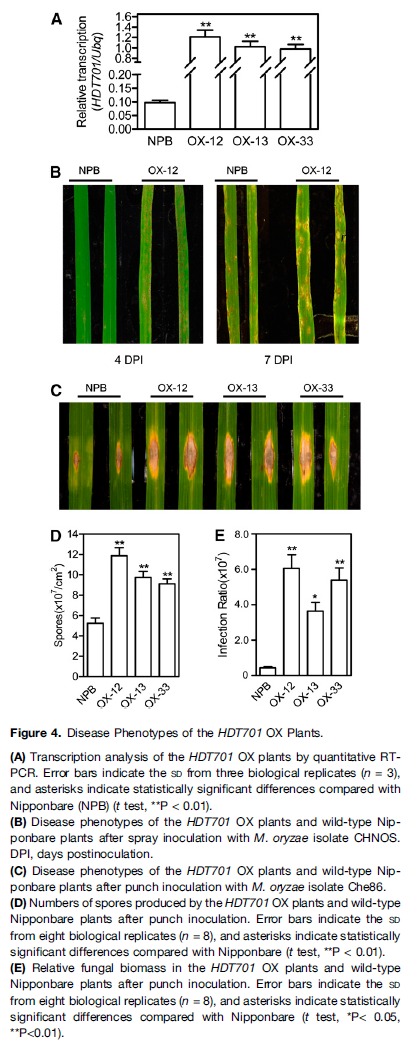 A
Relative transcription
(HDT701/Ubq)
1.6
1.4
1.2
1.0
0.8
0.20
0.15
0.10
0.05
0.00
**
**
**
NPB OX-12 OX-13 OX-33
B
NPB OX-12 NPB OX-12
4 DPI 7 DPI
C
NPB OX-12 OX-13 OX-33
D
Spores(x10⁷/cm²)
14
12
10
8
6
4
2
0
**
**
**
NPB
OX-12
OX-13
OX-33
E
Infection Ratio(x10⁷)
8.0
6.0
4.0
2.0
0
**
*
**
NPB
OX-12
OX-13
OX-33
Figure 4. Disease Phenotypes of the HDT701 OX Plants.
(A) Transcription analysis of the HDT701 OX plants by quantitative RT-
PCR. Error bars indicate the SD from three biological replicates (n = 3),
and asterisks indicate statistically significant differences compared with
Nipponbare (NPB) (t test, **P < 0.01).
(B) Disease phenotypes of the HDT701 OX plants and wild-type Nip-
ponbare plants after spray inoculation with M. oryzae isolate CHNOS.
DPI, days postinoculation.
(C) Disease phenotypes of the HDT701 OX plants and wild-type Nip-
ponbare plants after punch inoculation with M. oryzae isolate Che86.
(D) Numbers of spores produced by the HDT701 OX plants and wild-type
Nipponbare plants after punch inoculation. Error bars indicate the SD
from eight biological replicates (n = 8), and asterisks indicate statistically
significant differences compared with Nipponbare (t test, **P < 0.01).
(E) Relative fungal biomass in the HDT701 OX plants and wild-type
Nipponbare plants after punch inoculation. Error bars indicate the SD
from eight biological replicates (n = 8), and asterisks indicate statistically
significant differences compared with Nipponbare (t test, *P< 0.05,
**P<0.01).